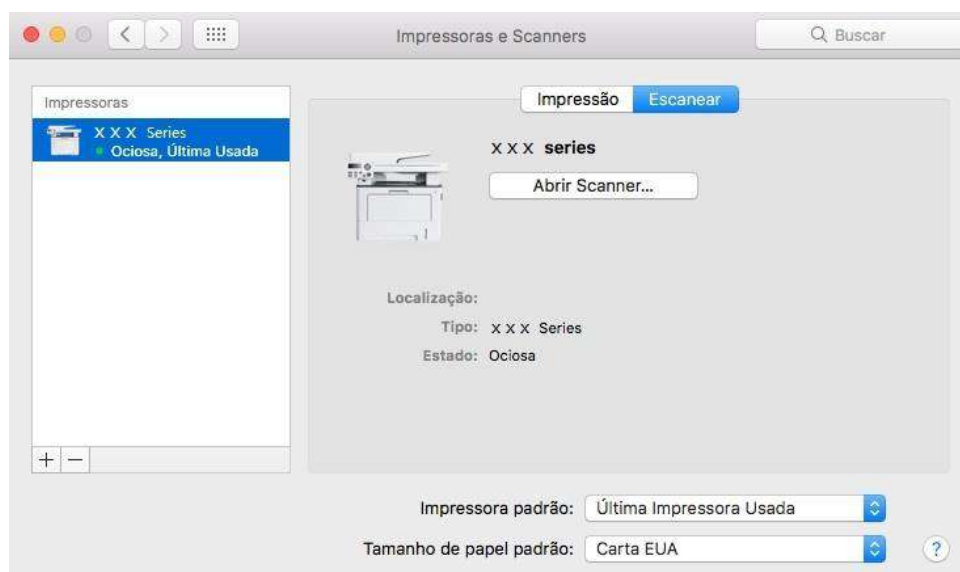 Impressoras e Scanners
Buscar
Impressoras
Impressão Escanear
X X X Series
Ociosa, Última Usada
x x x series
Abrir Scanner...
Localização:
Tipo: x x x Series
Estado: Ociosa
+ −
Impressora padrão: Última Impressora Usada
Tamanho de papel padrão: Carta EUA
?